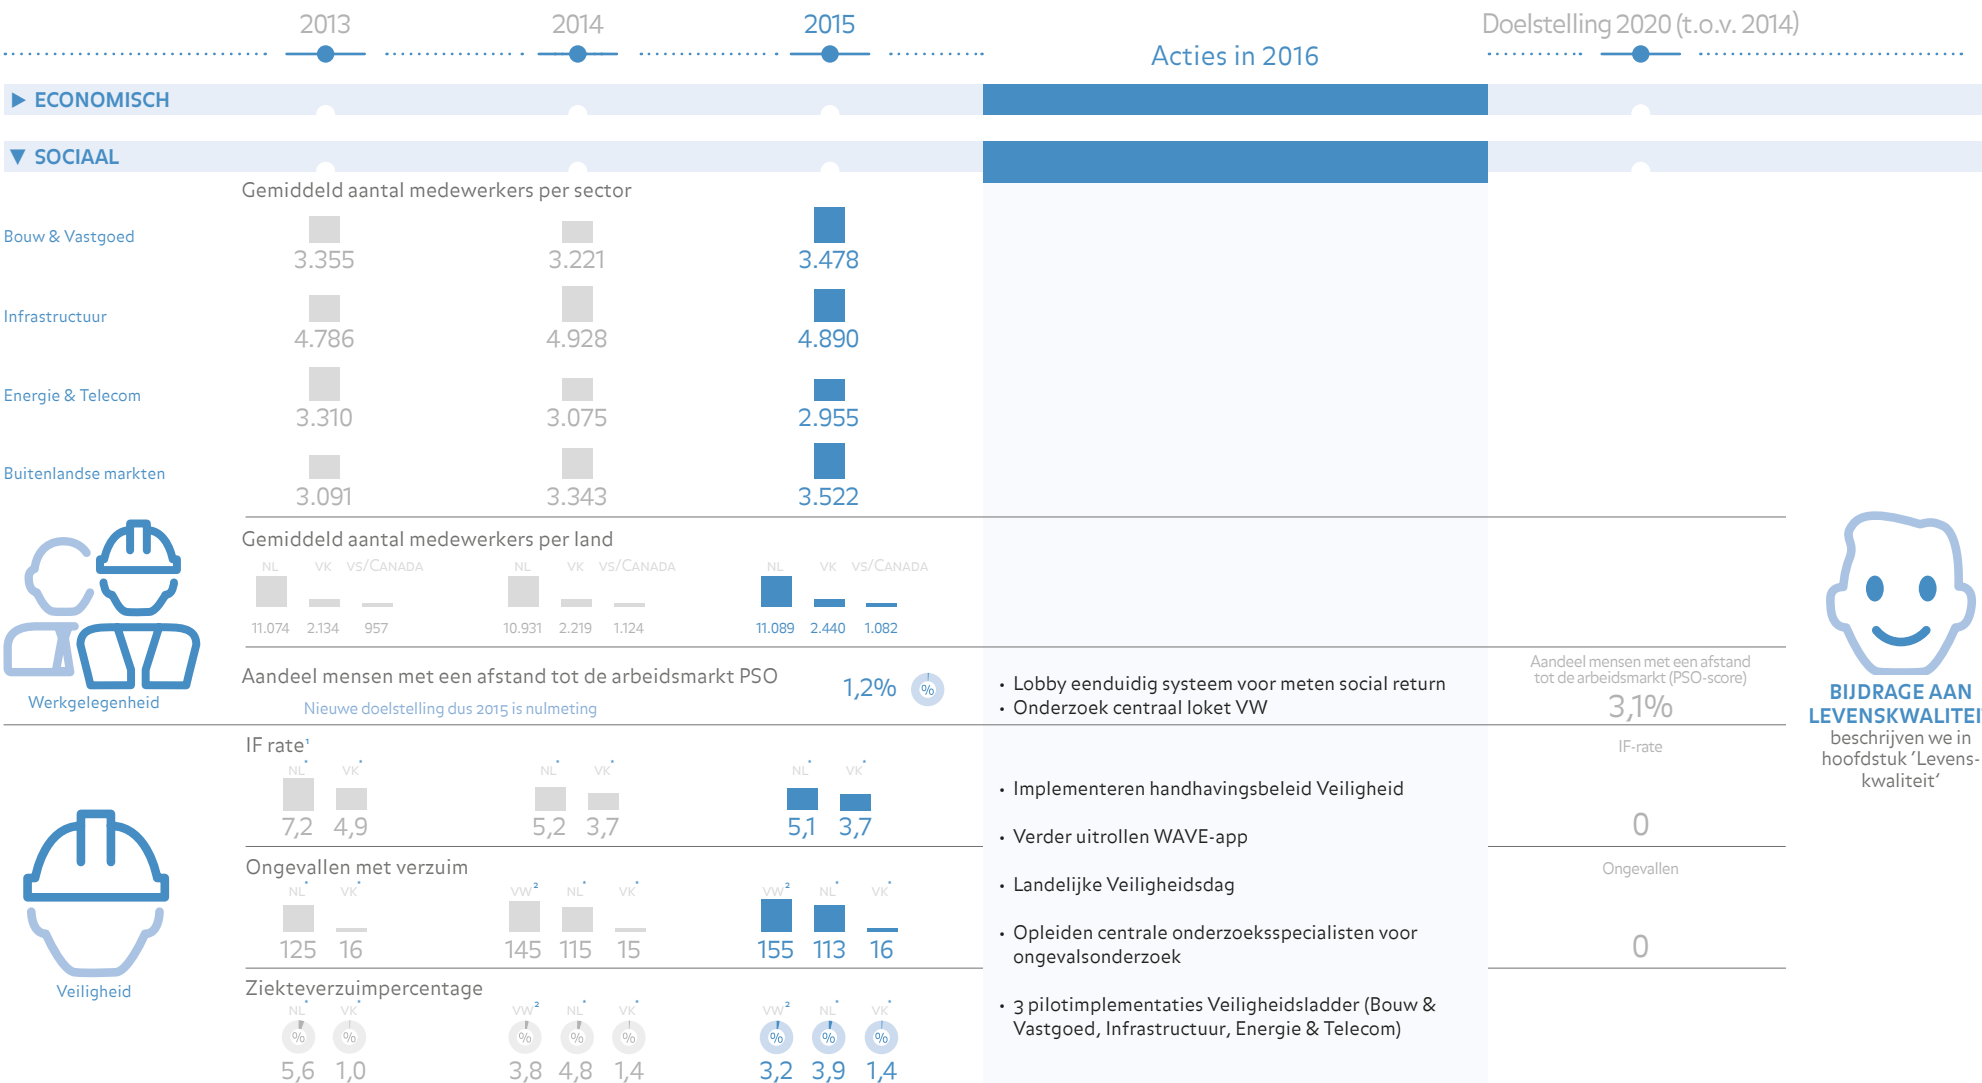 2013 2014 2015 Acties in 2016 Doelstelling 2020 (t.o.v. 2014)
ECONOMISCH
SOCIAAL
Gemiddeld aantal medewerkers per sector
Bouw & Vastgoed
3.355 3.221 3.478
Infrastructuur
4.786 4.928 4.890
Energie & Telecom
3.310 3.075 2.955
Buitenlandse markten
3.091 3.343 3.522
Gemiddeld aantal medewerkers per land
NL VK VS/CANADA NL VK VS/CANADA NL VK VS/CANADA
11.074 2.134 957 10.931 2.219 1.124 11.089 2.440 1.082
Werkgelegenheid
Aandeel mensen met een afstand tot de arbeidsmarkt PSO
Nieuwe doelstelling dus 2015 is nulmeting
1,2% %
• Lobby eenduidig systeem voor meten social return
• Onderzoek centraal loket VW
Aandeel mensen met een afstand
tot de arbeidsmarkt (PSO-score)
3,1%
BIJDRAGE AAN
LEVENSKWALITEI
beschrijven we in
hoofdstuk ‘Levens-
kwaliteit’
IF rate¹
NL• VK• NL• VK• NL• VK•
7,2 4,9 5,2 3,7 5,1 3,7
IF-rate
0
Ongevallen met verzuim
NL• VK• VW² NL• VK• VW² NL• VK•
125 16 145 115 15 155 113 16
Ongevallen
0
Veiligheid
Ziekteverzuimpercentage
NL• VK• VW² NL• VK• VW² NL• VK•
% % % % % % % %
5,6 1,0 3,8 4,8 1,4 3,2 3,9 1,4
• Implementeren handhavingsbeleid Veiligheid
• Verder uitrollen WAVE-app
• Landelijke Veiligheidsdag
• Opleiden centrale onderzoeksspecialisten voor
ongevalsonderzoek
• 3 pilotimplementaties Veiligheidsladder (Bouw &
Vastgoed, Infrastructuur, Energie & Telecom)